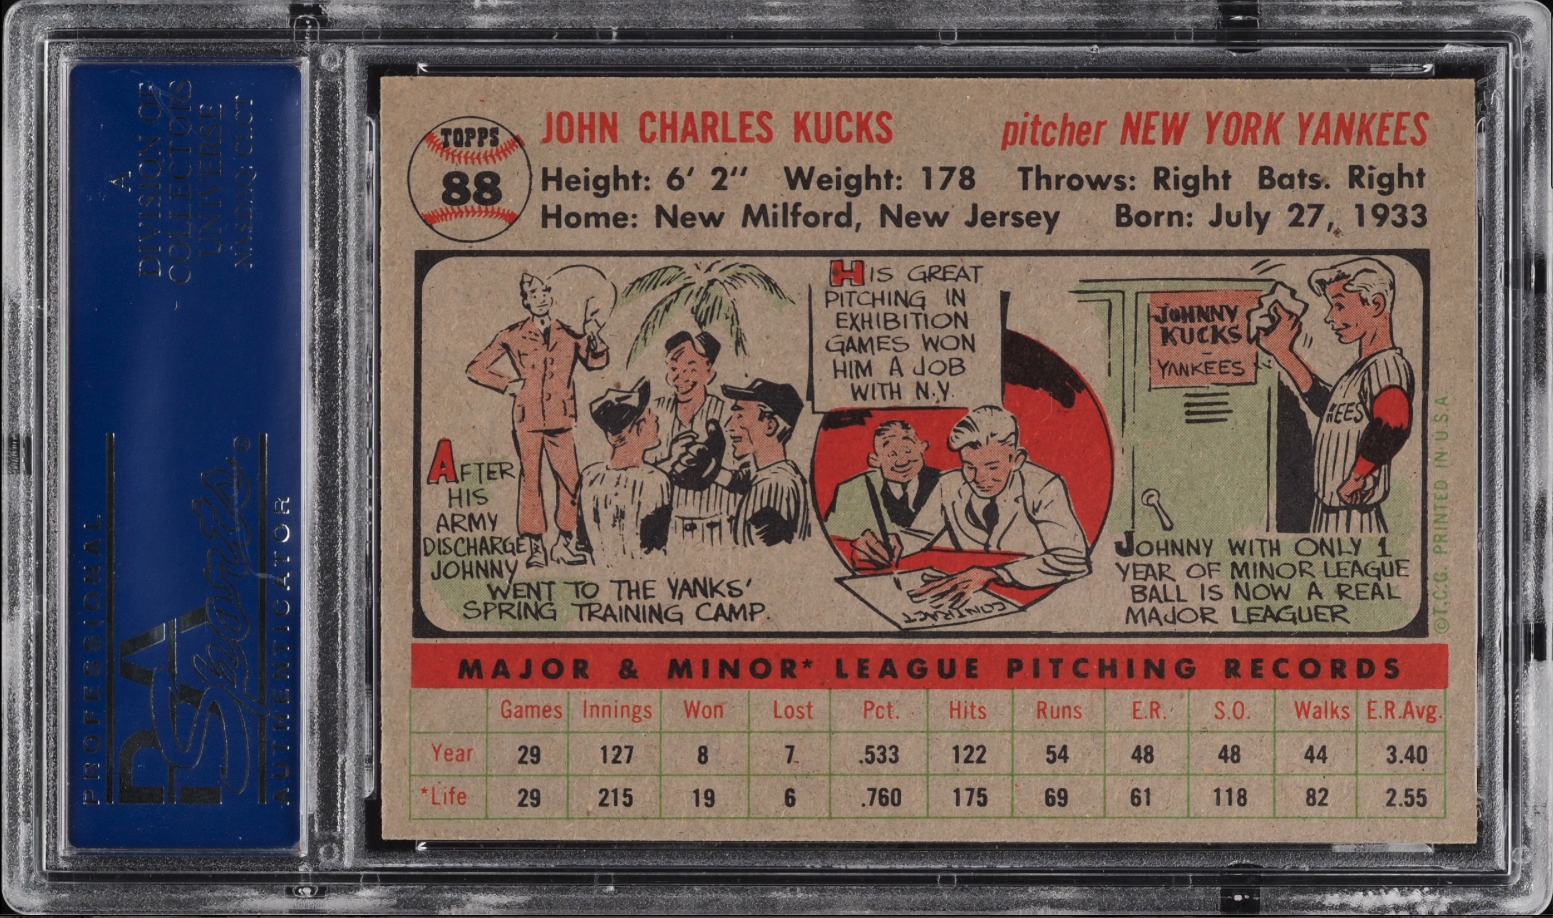 A
DIVISION OF
COLLECTORS
UNIVERSE
NASDAQ: CLCT
PROFESSIONAL
PSA
Sports®
AUTHENTICATOR
TOPPS
88
JOHN CHARLES KUCKS pitcher NEW YORK YANKEES
Height: 6' 2" Weight: 178 Throws: Right Bats. Right
Home: New Milford, New Jersey Born: July 27, 1933
AFTER
HIS
ARMY
DISCHARGE
JOHNNY
WENT TO THE YANKS'
SPRING TRAINING CAMP.
HIS GREAT
PITCHING IN
EXHIBITION
GAMES WON
HIM A JOB
WITH N.Y.
CONTRACT
JOHNNY
KUCKS
-
YANKEES
EES
JOHNNY WITH ONLY 1
YEAR OF MINOR LEAGUE
BALL IS NOW A REAL
MAJOR LEAGUER
© T.C.G. PRINTED IN U.S.A.
MAJOR & MINOR* LEAGUE PITCHING RECORDS
Games Innings Won Lost Pct. Hits Runs E.R. S.O. Walks E.R.Avg.
Year 29 127 8 7 .533 122 54 48 48 44 3.40
*Life 29 215 19 6 .760 175 69 61 118 82 2.55